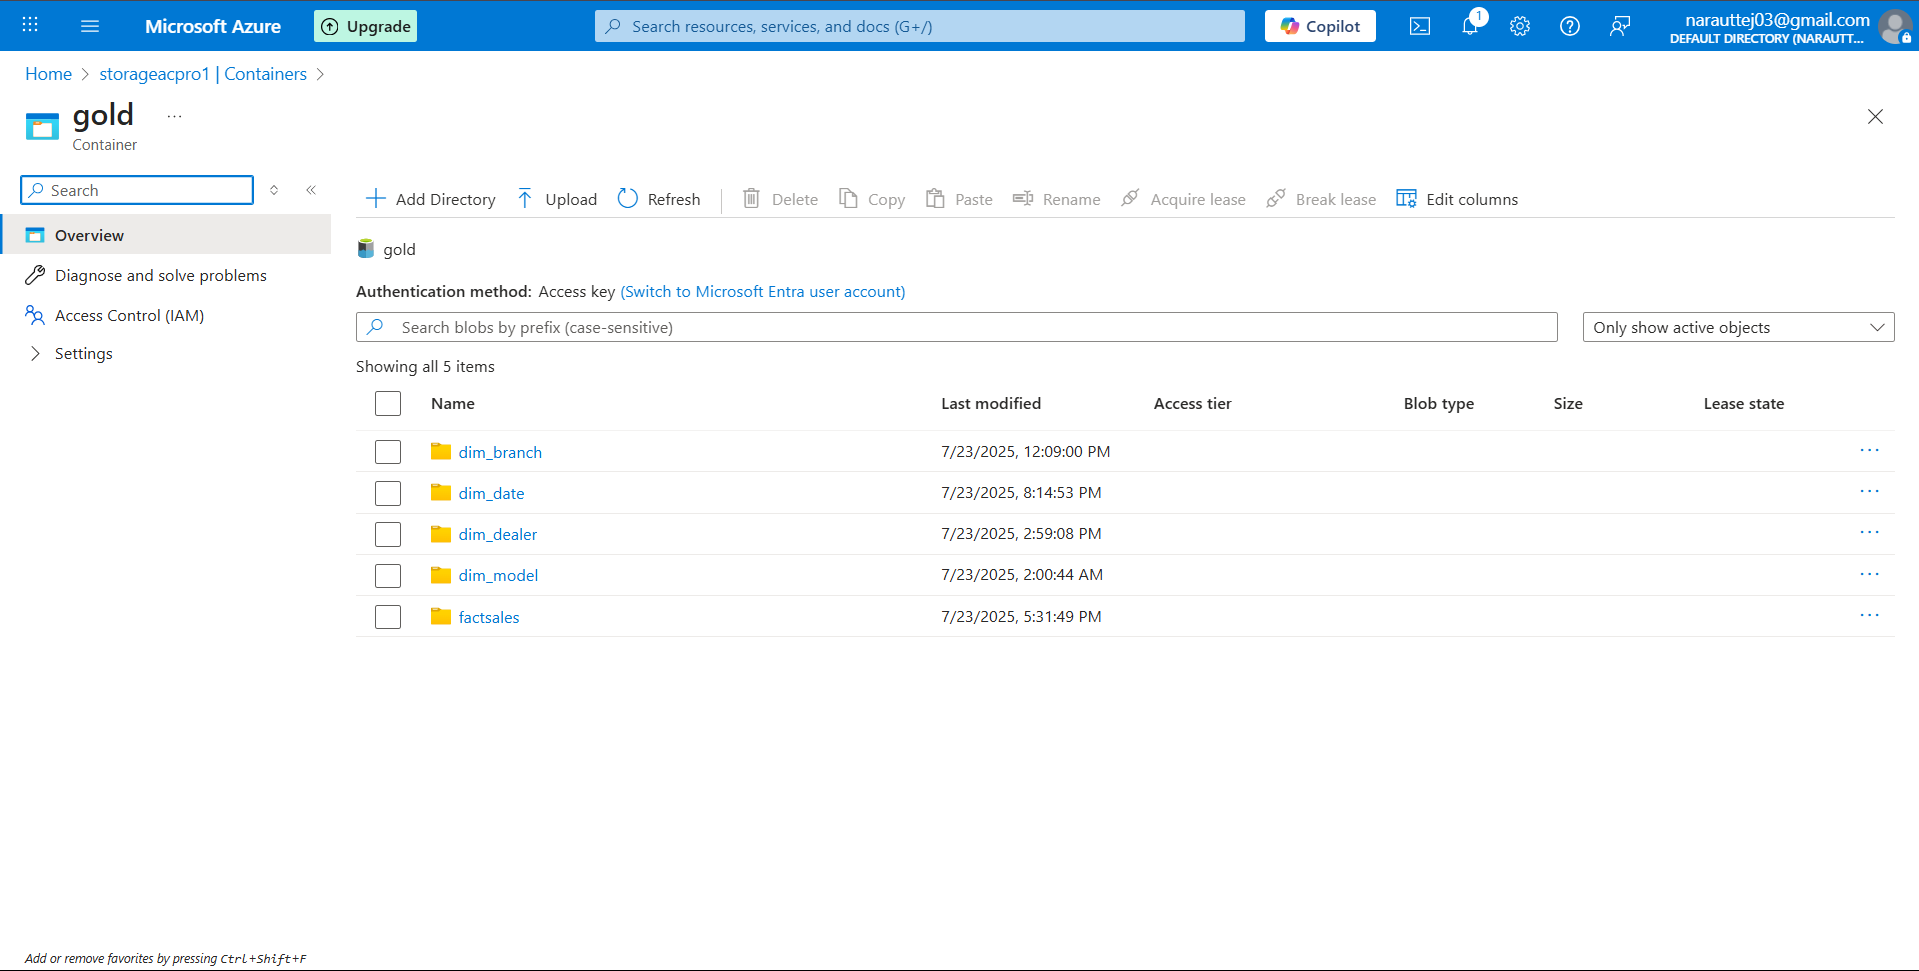 Microsoft Azure
Upgrade
Search resources, services, and docs (G+/)
Copilot
1
narauttej03@gmail.com
DEFAULT DIRECTORY (NARAUTT...
Home > storageacpro1 | Containers >
gold ...
Container
Search
Overview
Diagnose and solve problems
Access Control (IAM)
Settings
Add Directory Upload Refresh Delete Copy Paste Rename Acquire lease Break lease Edit columns
gold
Authentication method: Access key (Switch to Microsoft Entra user account)
Search blobs by prefix (case-sensitive)
Only show active objects
Showing all 5 items
Name Last modified Access tier Blob type Size Lease state
dim_branch 7/23/2025, 12:09:00 PM ...
dim_date 7/23/2025, 8:14:53 PM ...
dim_dealer 7/23/2025, 2:59:08 PM ...
dim_model 7/23/2025, 2:00:44 AM ...
factsales 7/23/2025, 5:31:49 PM ...
Add or remove favorites by pressing Ctrl+Shift+F